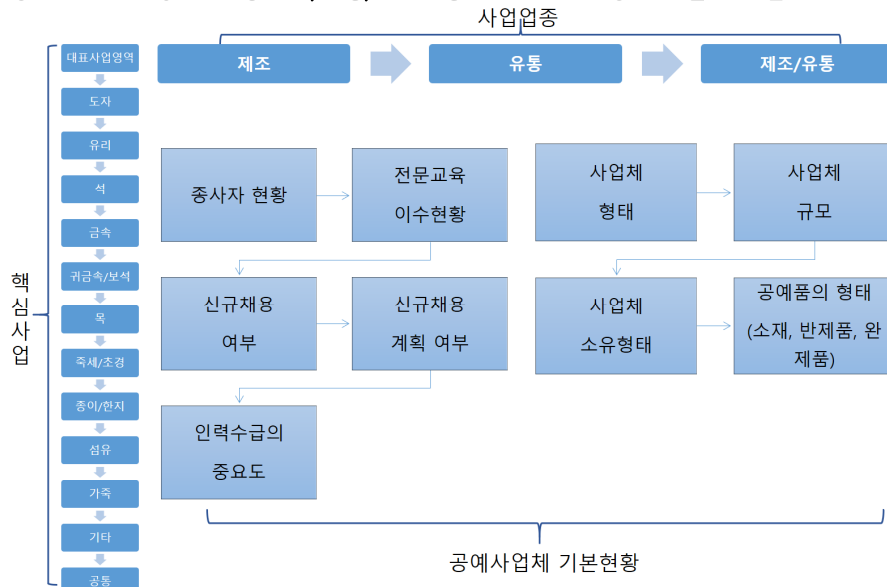 사업업종
대표사업영역
제조
유통
제조/유통
도자
유리
석
금속
귀금속/보석
목
죽세/초경
종이/한지
섬유
가죽
기타
공통
핵
심
사
업
종사자 현황
전문교육
이수현황
사업체
형태
사업체
규모
신규채용
여부
신규채용
계획 여부
사업체
소유형태
공예품의 형태
(소재, 반제품, 완
제품)
인력수급의
중요도
공예사업체 기본현황